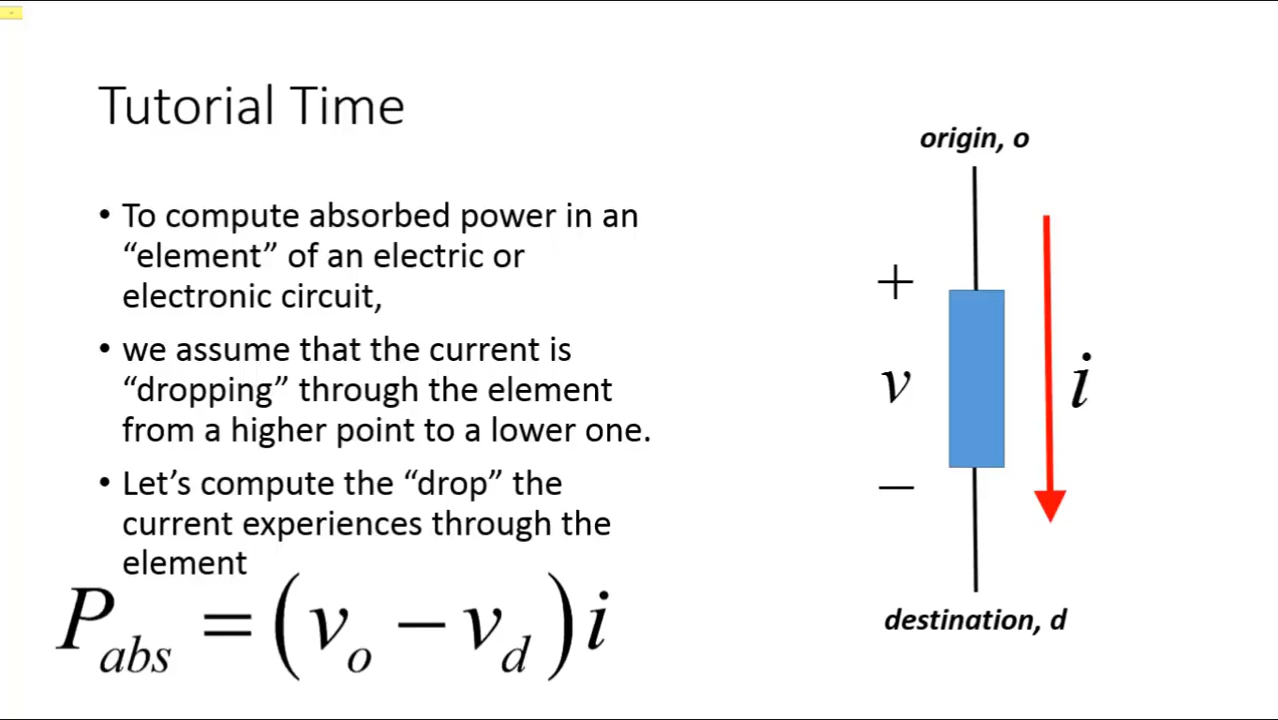 Tutorial Time
• To compute absorbed power in an
“element” of an electric or
electronic circuit,
• we assume that the current is
“dropping” through the element
from a higher point to a lower one.
• Let’s compute the “drop” the
current experiences through the
element
P_abs = (v_o − v_d) i
origin, o
+
v
i
−
destination, d